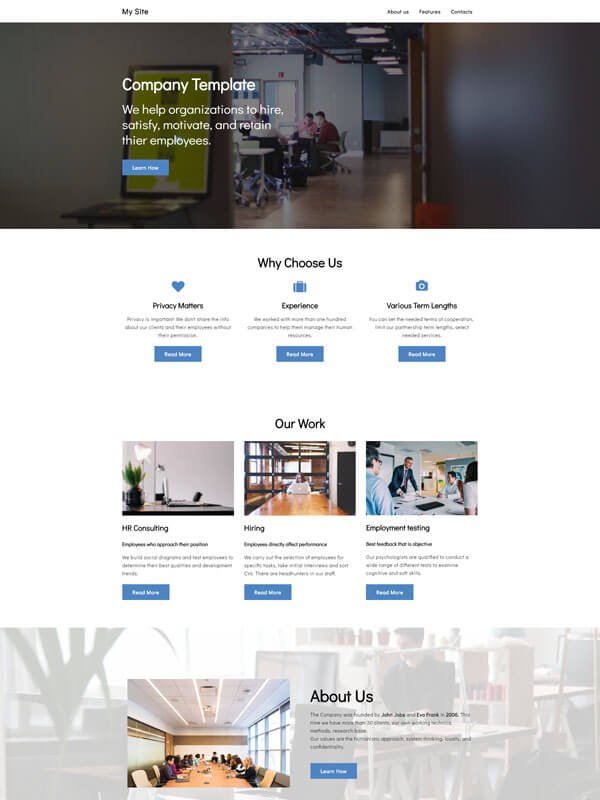 My Site
About us Features Contacts
Company Template
We help organizations to hire,
satisfy, motivate, and retain
thier employees.
Learn How
Why Choose Us
Privacy Matters
Privacy is important! We don't share the info
about our clients and their employees without
their permission.
Read More
Experience
We worked with more than one hundred
companies to help them manage their human
resources.
Read More
Various Term Lengths
You can set the needed terms of cooperation,
limit our partnership term lengths, select
needed services.
Read More
Our Work
HR Consulting
Employees who approach their position
We build social diagrams and test employees to
determine their best qualities and development
trends.
Read More
Hiring
Employees directly affect performance
We carry out the selection of employees for
specific tasks, take initial interviews and sort
CVs. There are headhunters in our staff.
Read More
Employment testing
Best feedback that is objective
Our psychologists are qualified to conduct a
wide range of different tests to examine
cognitive and soft skills.
Read More
About Us
The Company was founded by John Jobs and Eva Frank in 2006. This
time we have more than 30 clients, our own working technics,
methods, research base.
Our values are the humanistic approach, system thinking, loyalty, and
confidentiality.
Learn How